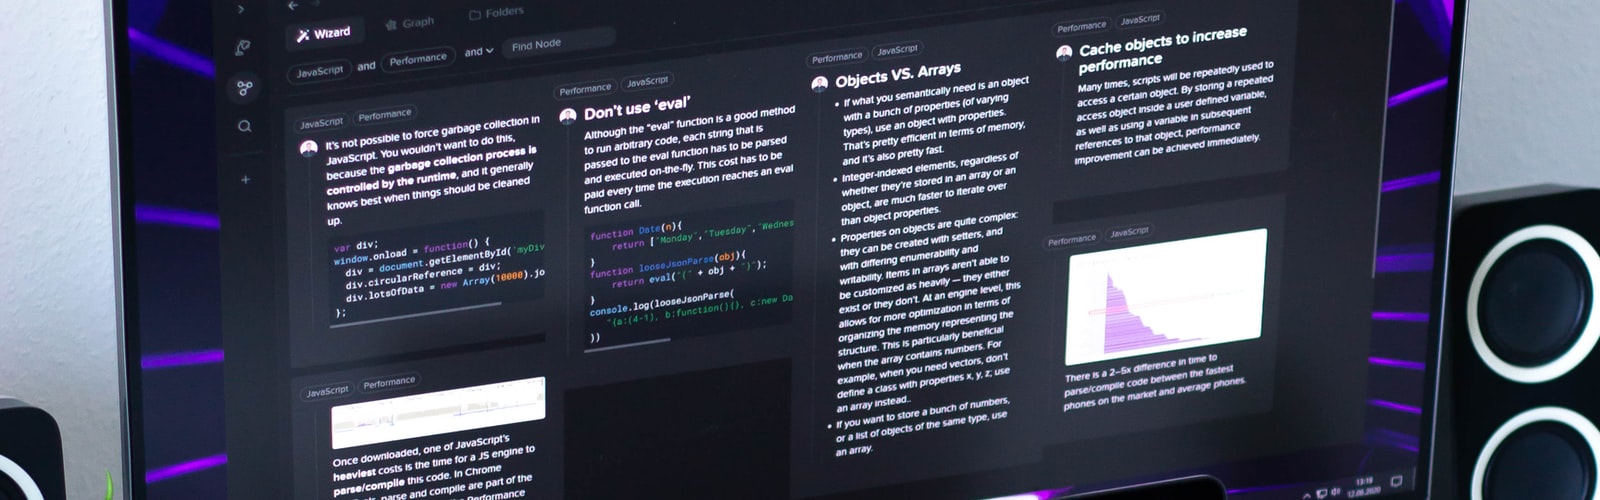 Wizard
Graph
Folders
JavaScript
and
Performance
and
Find Node
JavaScript
Performance
It's not possible to force garbage collection in
JavaScript. You wouldn't want to do this,
because the garbage collection process is
controlled by the runtime, and it generally
knows best when things should be cleaned
up.
var div;
window.onload = function() {
div = document.getElementById('myDiv
div.circularReference = div;
div.lotsOfData = new Array(10000).jo
};
JavaScript
Performance
Once downloaded, one of JavaScript's
heaviest costs is the time for a JS engine to
parse/compile this code. In Chrome
parse and compile are part of the
Performance
Performance
JavaScript
Don't use 'eval'
Although the "eval" function is a good method
to run arbitrary code, each string that is
passed to the eval function has to be parsed
and executed on-the-fly. This cost has to be
paid every time the execution reaches an eval
function call.
function Date(n){
return ["Monday","Tuesday","Wednes
}
function looseJsonParse(obj){
return eval("(" + obj + ")");
}
console.log(looseJsonParse(
"{a:(4-1), b:function(){}, c:new Da
))
Performance
JavaScript
Objects VS. Arrays
• If what you semantically need is an object
with a bunch of properties (of varying
types), use an object with properties.
That's pretty efficient in terms of memory,
and it's also pretty fast.
• Integer-indexed elements, regardless of
whether they're stored in an array or an
object, are much faster to iterate over
than object properties.
• Properties on objects are quite complex:
they can be created with setters, and
with differing enumerability and
writability. Items in arrays aren't able to
be customized as heavily — they either
exist or they don't. At an engine level, this
allows for more optimization in terms of
organizing the memory representing the
structure. This is particularly beneficial
when the array contains numbers. For
example, when you need vectors, don't
define a class with properties x, y, z; use
an array instead..
• If you want to store a bunch of numbers,
or a list of objects of the same type, use
an array.
Performance
JavaScript
Cache objects to increase
performance
Many times, scripts will be repeatedly used to
access a certain object. By storing a repeated
access object inside a user defined variable,
as well as using a variable in subsequent
references to that object, performance
improvement can be achieved immediately.
Performance
JavaScript
There is a 2–5x difference in time to
parse/compile code between the fastest
phones on the market and average phones.
13:19
12.08.2020